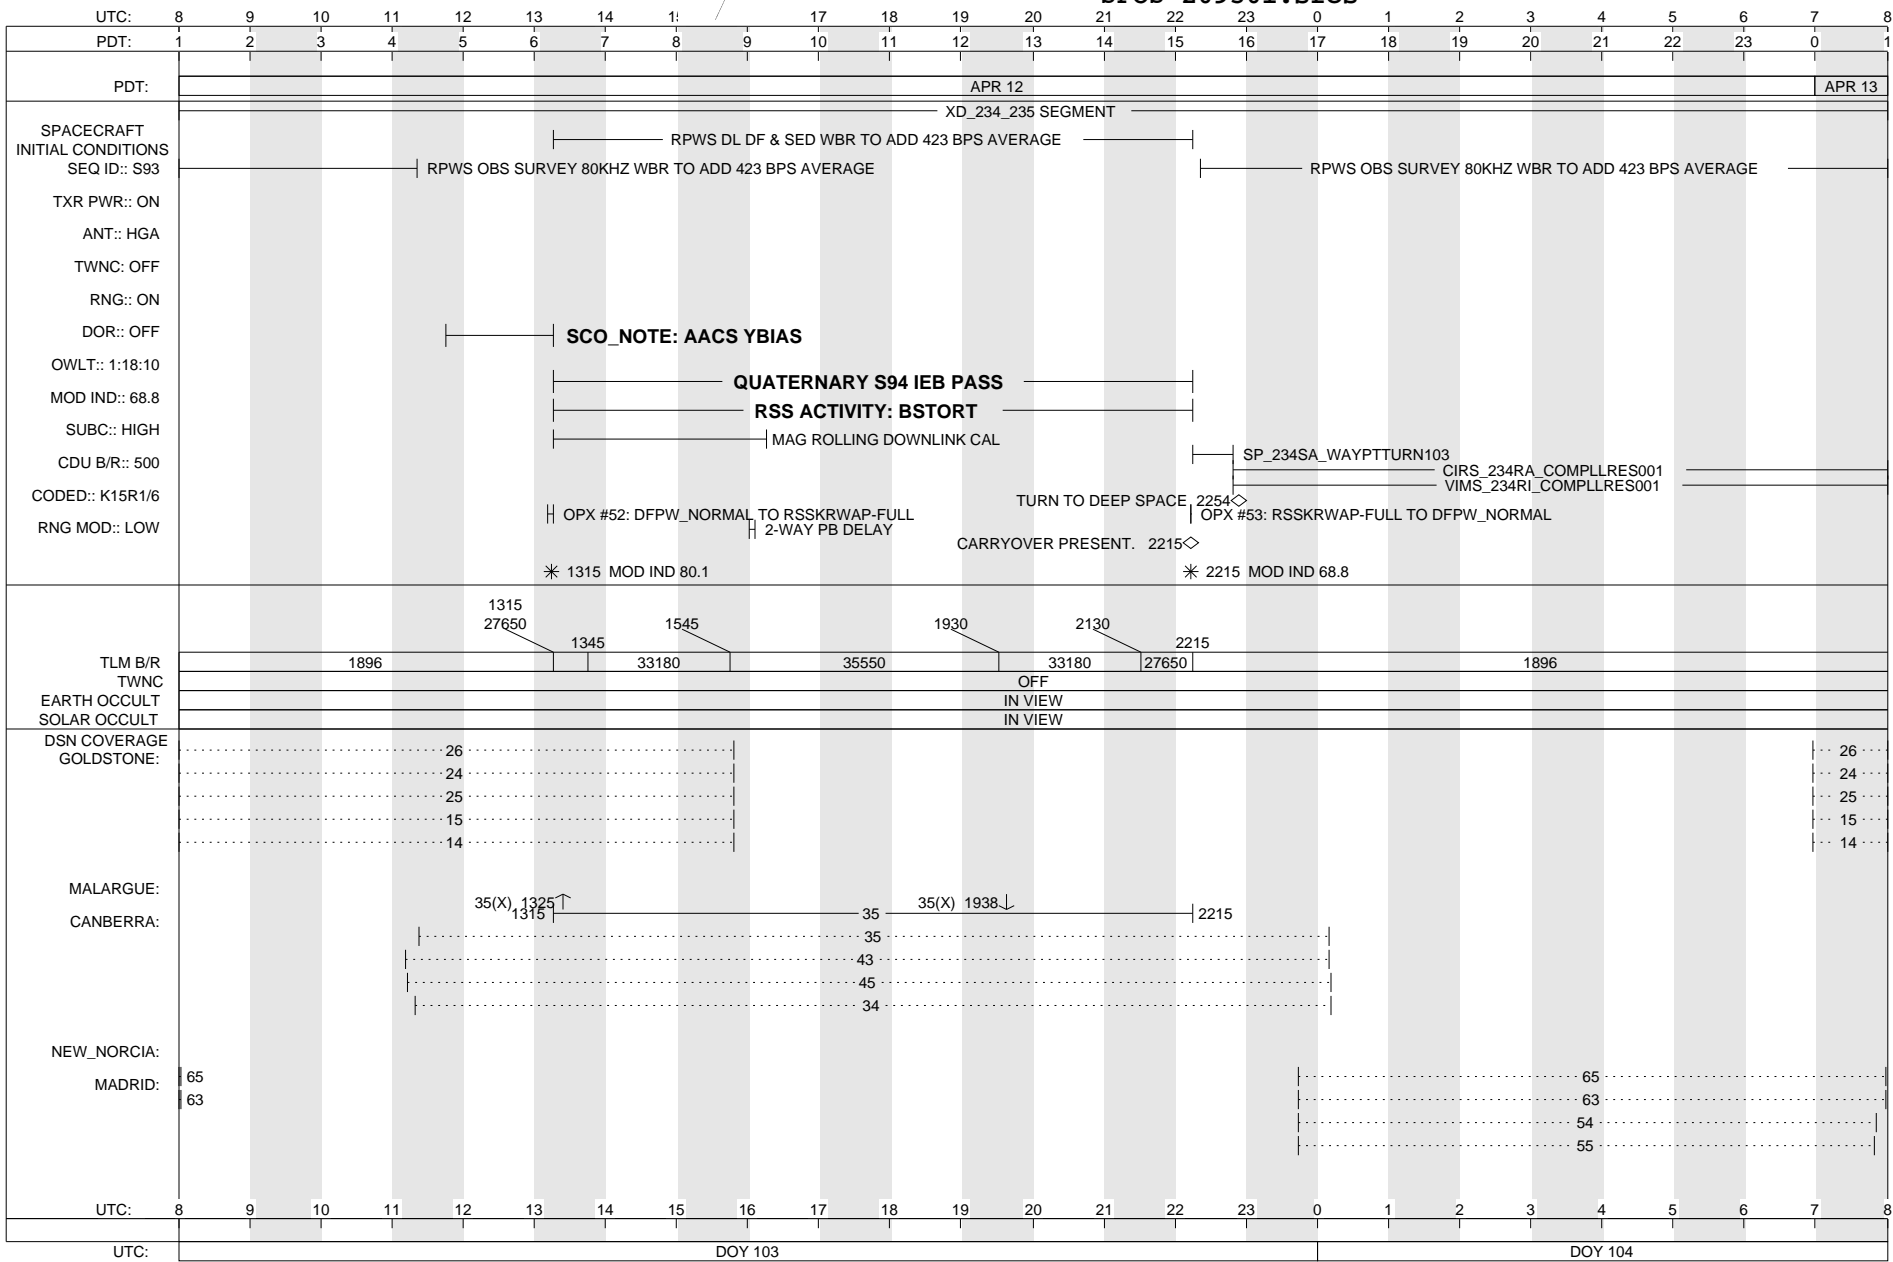 UTC: 8 9 10 11 12 13 14 17 18 19 20 21 22 23 0 1 2 3 4 5 6 7 8
PDT: 1 2 3 4 5 6 7 8 9 10 11 12 13 14 15 16 17 18 19 20 21 22 23 0 1
PDT: APR 12 APR 13
XD_234_235 SEGMENT
SPACECRAFT
INITIAL CONDITIONS
RPWS DL DF & SED WBR TO ADD 423 BPS AVERAGE
SEQ ID:: S93 RPWS OBS SURVEY 80KHZ WBR TO ADD 423 BPS AVERAGE RPWS OBS SURVEY 80KHZ WBR TO ADD 423 BPS AVERAGE
TXR PWR:: ON
ANT:: HGA
TWNC: OFF
RNG:: ON
DOR:: OFF SCO_NOTE: AACS YBIAS
OWLT:: 1:18:10
QUATERNARY S94 IEB PASS
MOD IND:: 68.8
RSS ACTIVITY: BSTORT
SUBC:: HIGH
MAG ROLLING DOWNLINK CAL
SP_234SA_WAYPTTURN103
CDU B/R:: 500
CIRS_234RA_COMPLLRES001
VIMS_234RI_COMPLLRES001
CODED:: K15R1/6
TURN TO DEEP SPACE 2254
OPX #52: DFPW_NORMAL TO RSSKRWAP-FULL OPX #53: RSSKRWAP-FULL TO DFPW_NORMAL
RNG MOD:: LOW 2-WAY PB DELAY
CARRYOVER PRESENT. 2215
1315 MOD IND 80.1 2215 MOD IND 68.8
1315
27650 1545 1930 2130
1345 2215
TLM B/R 1896 33180 35550 33180 27650 1896
TWNC OFF
EARTH OCCULT IN VIEW
SOLAR OCCULT IN VIEW
DSN COVERAGE
GOLDSTONE:
26 26
24 24
25 25
15 15
14 14
MALARGUE:
35(X) 1325 35(X) 1938
CANBERRA: 1315 35 2215
35
43
45
34
NEW_NORCIA:
MADRID:
65 65
63 63
54
55
UTC: 8 9 10 11 12 13 14 15 16 17 18 19 20 21 22 23 0 1 2 3 4 5 6 7 8
UTC: DOY 103 DOY 104